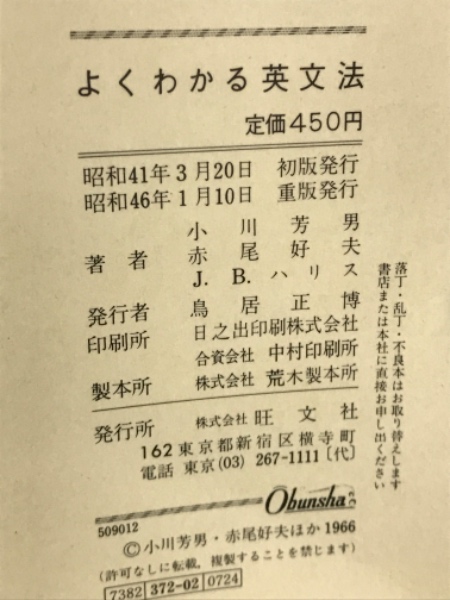 よくわかる英文法
定価450円
昭和41年3月20日 初版発行
昭和46年1月10日 重版発行
著者 小川芳男
赤尾好夫
J. B. ハリス
発行者 鳥居正博
印刷所 日之出印刷株式会社
合資会社 中村印刷所
製本所 株式会社 荒木製本所
発行所 株式会社 旺文社
162 東京都新宿区横寺町
電話 東京(03) 267-1111〔代〕
落丁・乱丁・不良本はお取り替えします
書店または本社に直接お申し出ください
Obunsha
509012
©小川芳男・赤尾好夫ほか 1966
(許可なしに転載,複製することを禁じます)
7382 372-02 0724